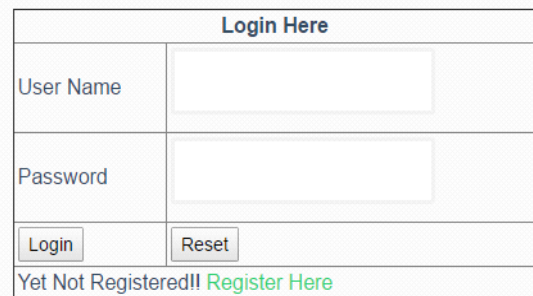 Login Here
User Name
Password
Login Reset
Yet Not Registered!! Register Here